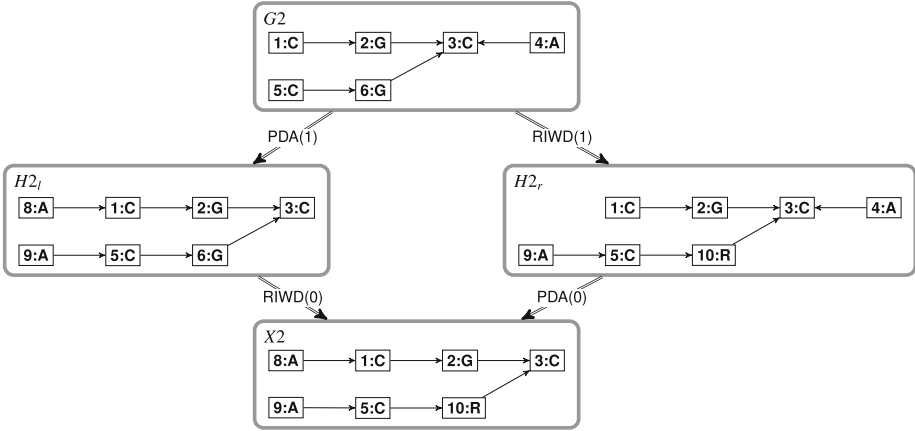 G2
1:C 2:G 3:C 4:A
5:C 6:G
PDA(1) RIWD(1)
H2l
8:A 1:C 2:G 3:C
9:A 5:C 6:G
H2r
1:C 2:G 3:C 4:A
9:A 5:C 10:R
RIWD(0) PDA(0)
X2
8:A 1:C 2:G 3:C
9:A 5:C 10:R